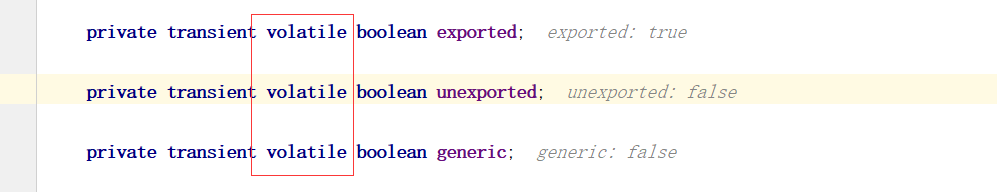 private transient volatile boolean exported;  exported: true
private transient volatile boolean unexported;  unexported: false
private transient volatile boolean generic;  generic: false